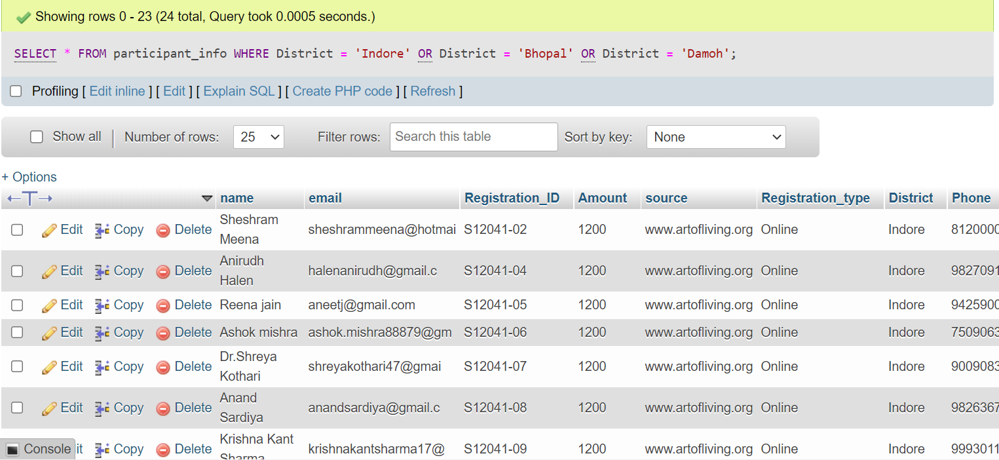 Showing rows 0 - 23 (24 total, Query took 0.0005 seconds.)
SELECT * FROM participant_info WHERE District = 'Indore' OR District = 'Bhopal' OR District = 'Damoh';
Profiling [ Edit inline ] [ Edit ] [ Explain SQL ] [ Create PHP code ] [ Refresh ]
Show all | Number of rows: 25 Filter rows: Search this table Sort by key: None
+ Options
←T→ name email Registration_ID Amount source Registration_type District Phone
Edit Copy Delete Sheshram Meena sheshrammeena@hotmai S12041-02 1200 www.artofliving.org Online Indore 8120000
Edit Copy Delete Anirudh Halen halenanirudh@gmail.c S12041-04 1200 www.artofliving.org Online Indore 9827091
Edit Copy Delete Reena jain aneetj@gmail.com S12041-05 1200 www.artofliving.org Online Indore 9425900
Edit Copy Delete Ashok mishra ashok.mishra88879@gm S12041-06 1200 www.artofliving.org Online Indore 7509063
Edit Copy Delete Dr.Shreya Kothari shreyakothari47@gmai S12041-07 1200 www.artofliving.org Online Indore 9009083
Edit Copy Delete Anand Sardiya anandsardiya@gmail.c S12041-08 1200 www.artofliving.org Online Indore 9826367
Console it Copy Delete Krishna Kant Sharma krishnakantsharma17@ S12041-09 1200 www.artofliving.org Online Indore 9993011